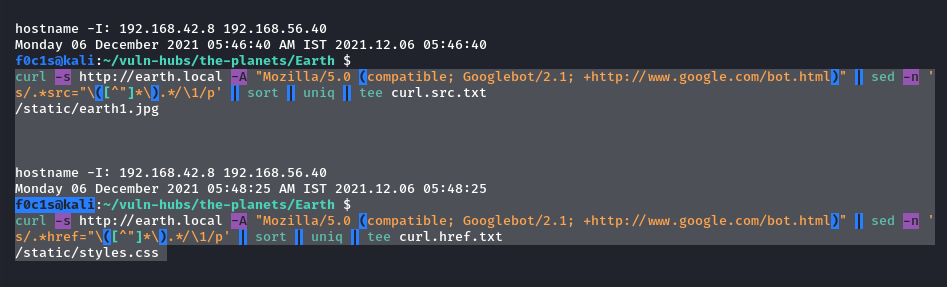 hostname -I: 192.168.42.8 192.168.56.40
Monday 06 December 2021 05:46:40 AM IST 2021.12.06 05:46:40
f0c1s@kali:~/vuln-hubs/the-planets/Earth $
curl -s http://earth.local -A "Mozilla/5.0 (compatible; Googlebot/2.1; +http://www.google.com/bot.html)" | sed -n '
s/.*src="\([^"]*\).*/\1/p' | sort | uniq | tee curl.src.txt
/static/earth1.jpg
hostname -I: 192.168.42.8 192.168.56.40
Monday 06 December 2021 05:48:25 AM IST 2021.12.06 05:48:25
f0c1s@kali:~/vuln-hubs/the-planets/Earth $
curl -s http://earth.local -A "Mozilla/5.0 (compatible; Googlebot/2.1; +http://www.google.com/bot.html)" | sed -n '
s/.*href="\([^"]*\).*/\1/p' | sort | uniq | tee curl.href.txt
/static/styles.css